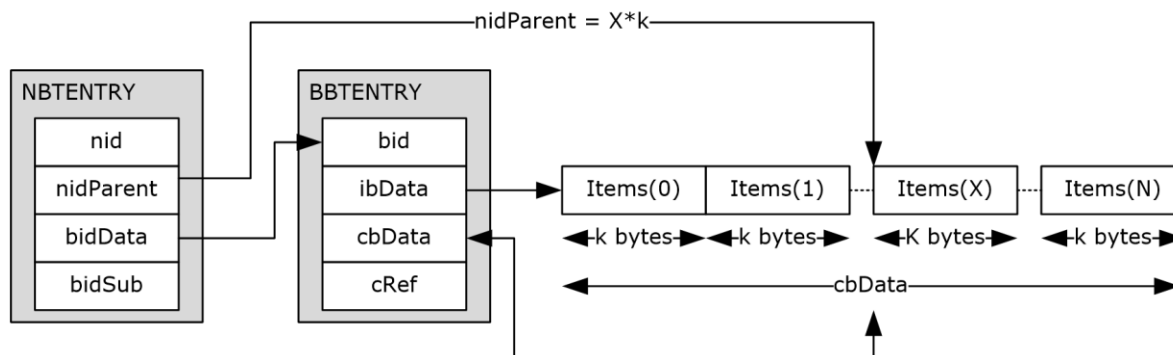 nidParent = X*k
NBTENTRY
nid
nidParent
bidData
bidSub
BBTENTRY
bid
ibData
cbData
cRef
Items(0) Items(1) Items(X) Items(N)
k bytes k bytes K bytes k bytes
cbData